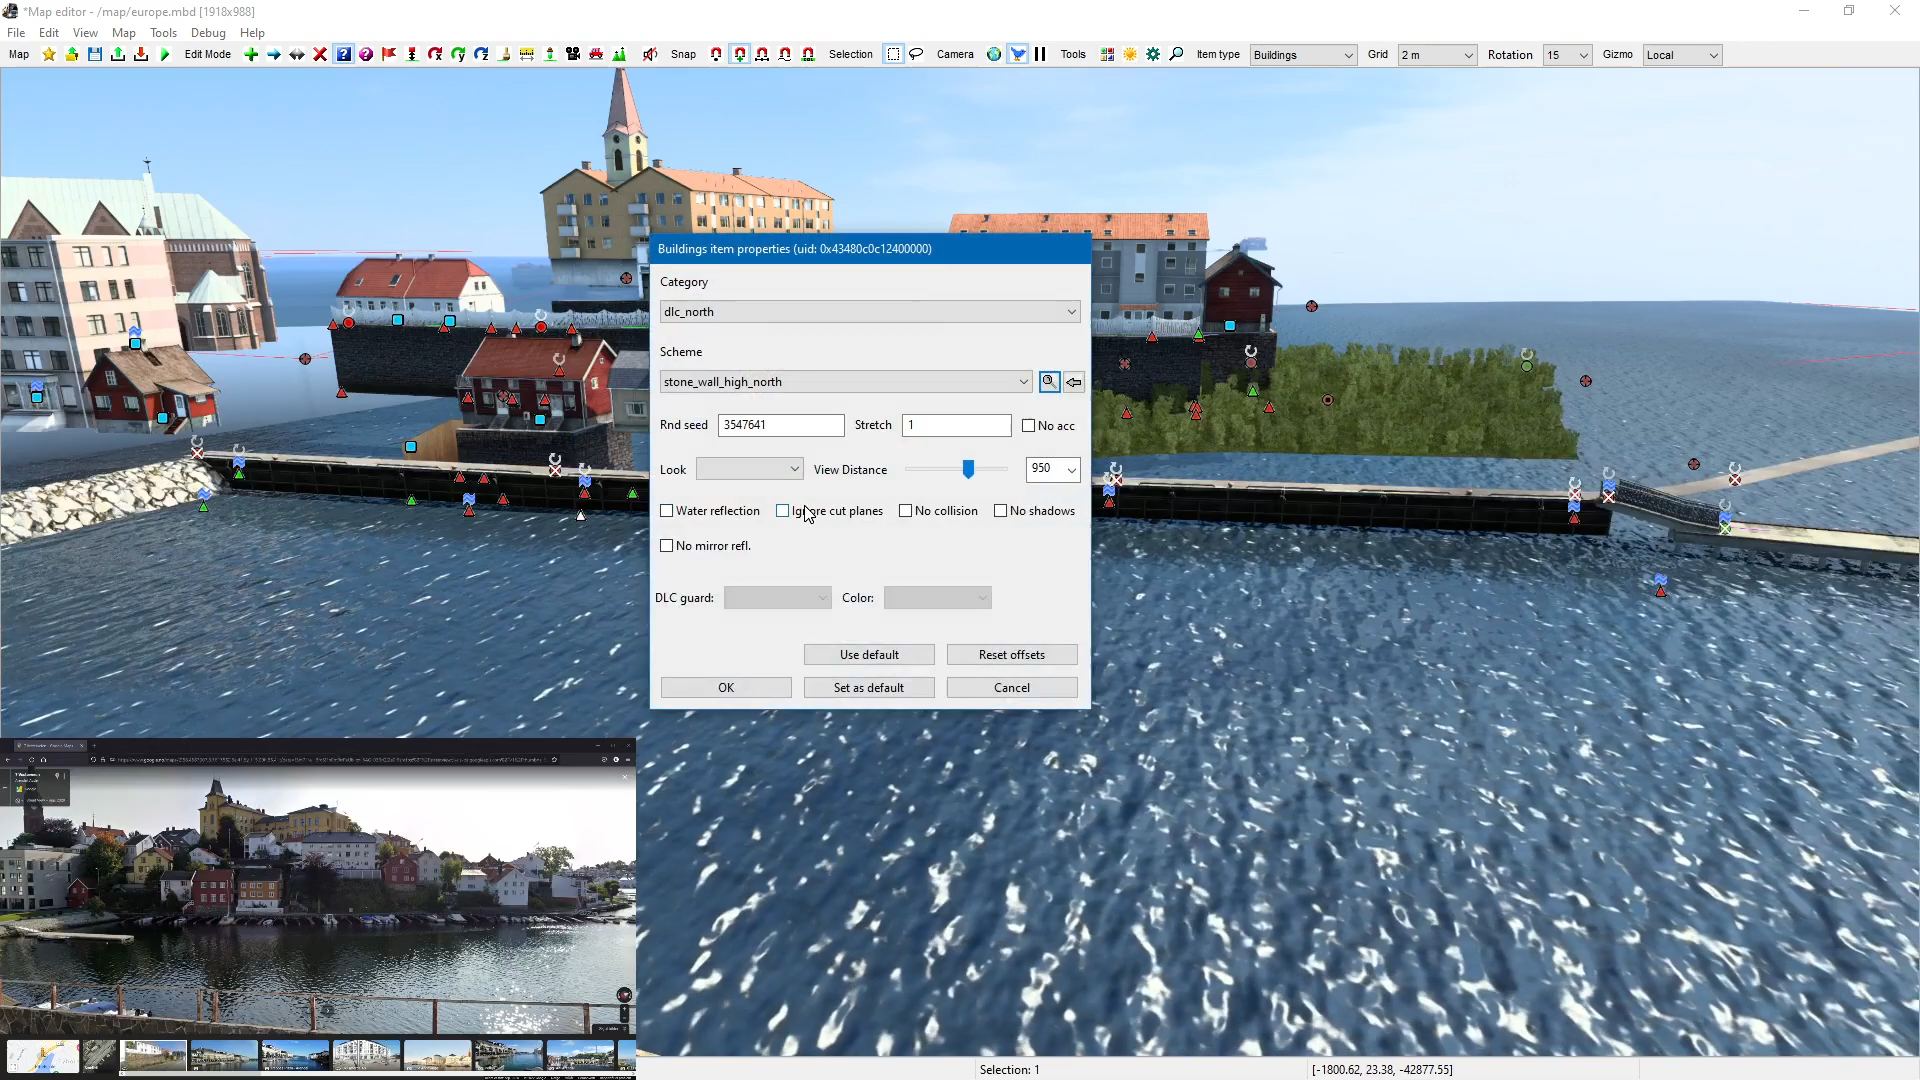 *Map editor - /map/europe.mbd [1918x988]
File Edit View Map Tools Debug Help
Map Edit Mode Snap Selection Camera Tools Item type Buildings Grid 2 m Rotation 15 Gizmo Local
Buildings item properties (uid: 0x43480c0c12400000)
Category
dlc_north
Scheme
stone_wall_high_north
Rnd seed 3547641 Stretch 1 No acc
Look View Distance 950
Water reflection Ignore cut planes No collision No shadows
No mirror refl.
DLC guard: Color:
Use default Reset offsets
OK Set as default Cancel
Selection: 1 [-1800.62, 23.38, -42877.55]